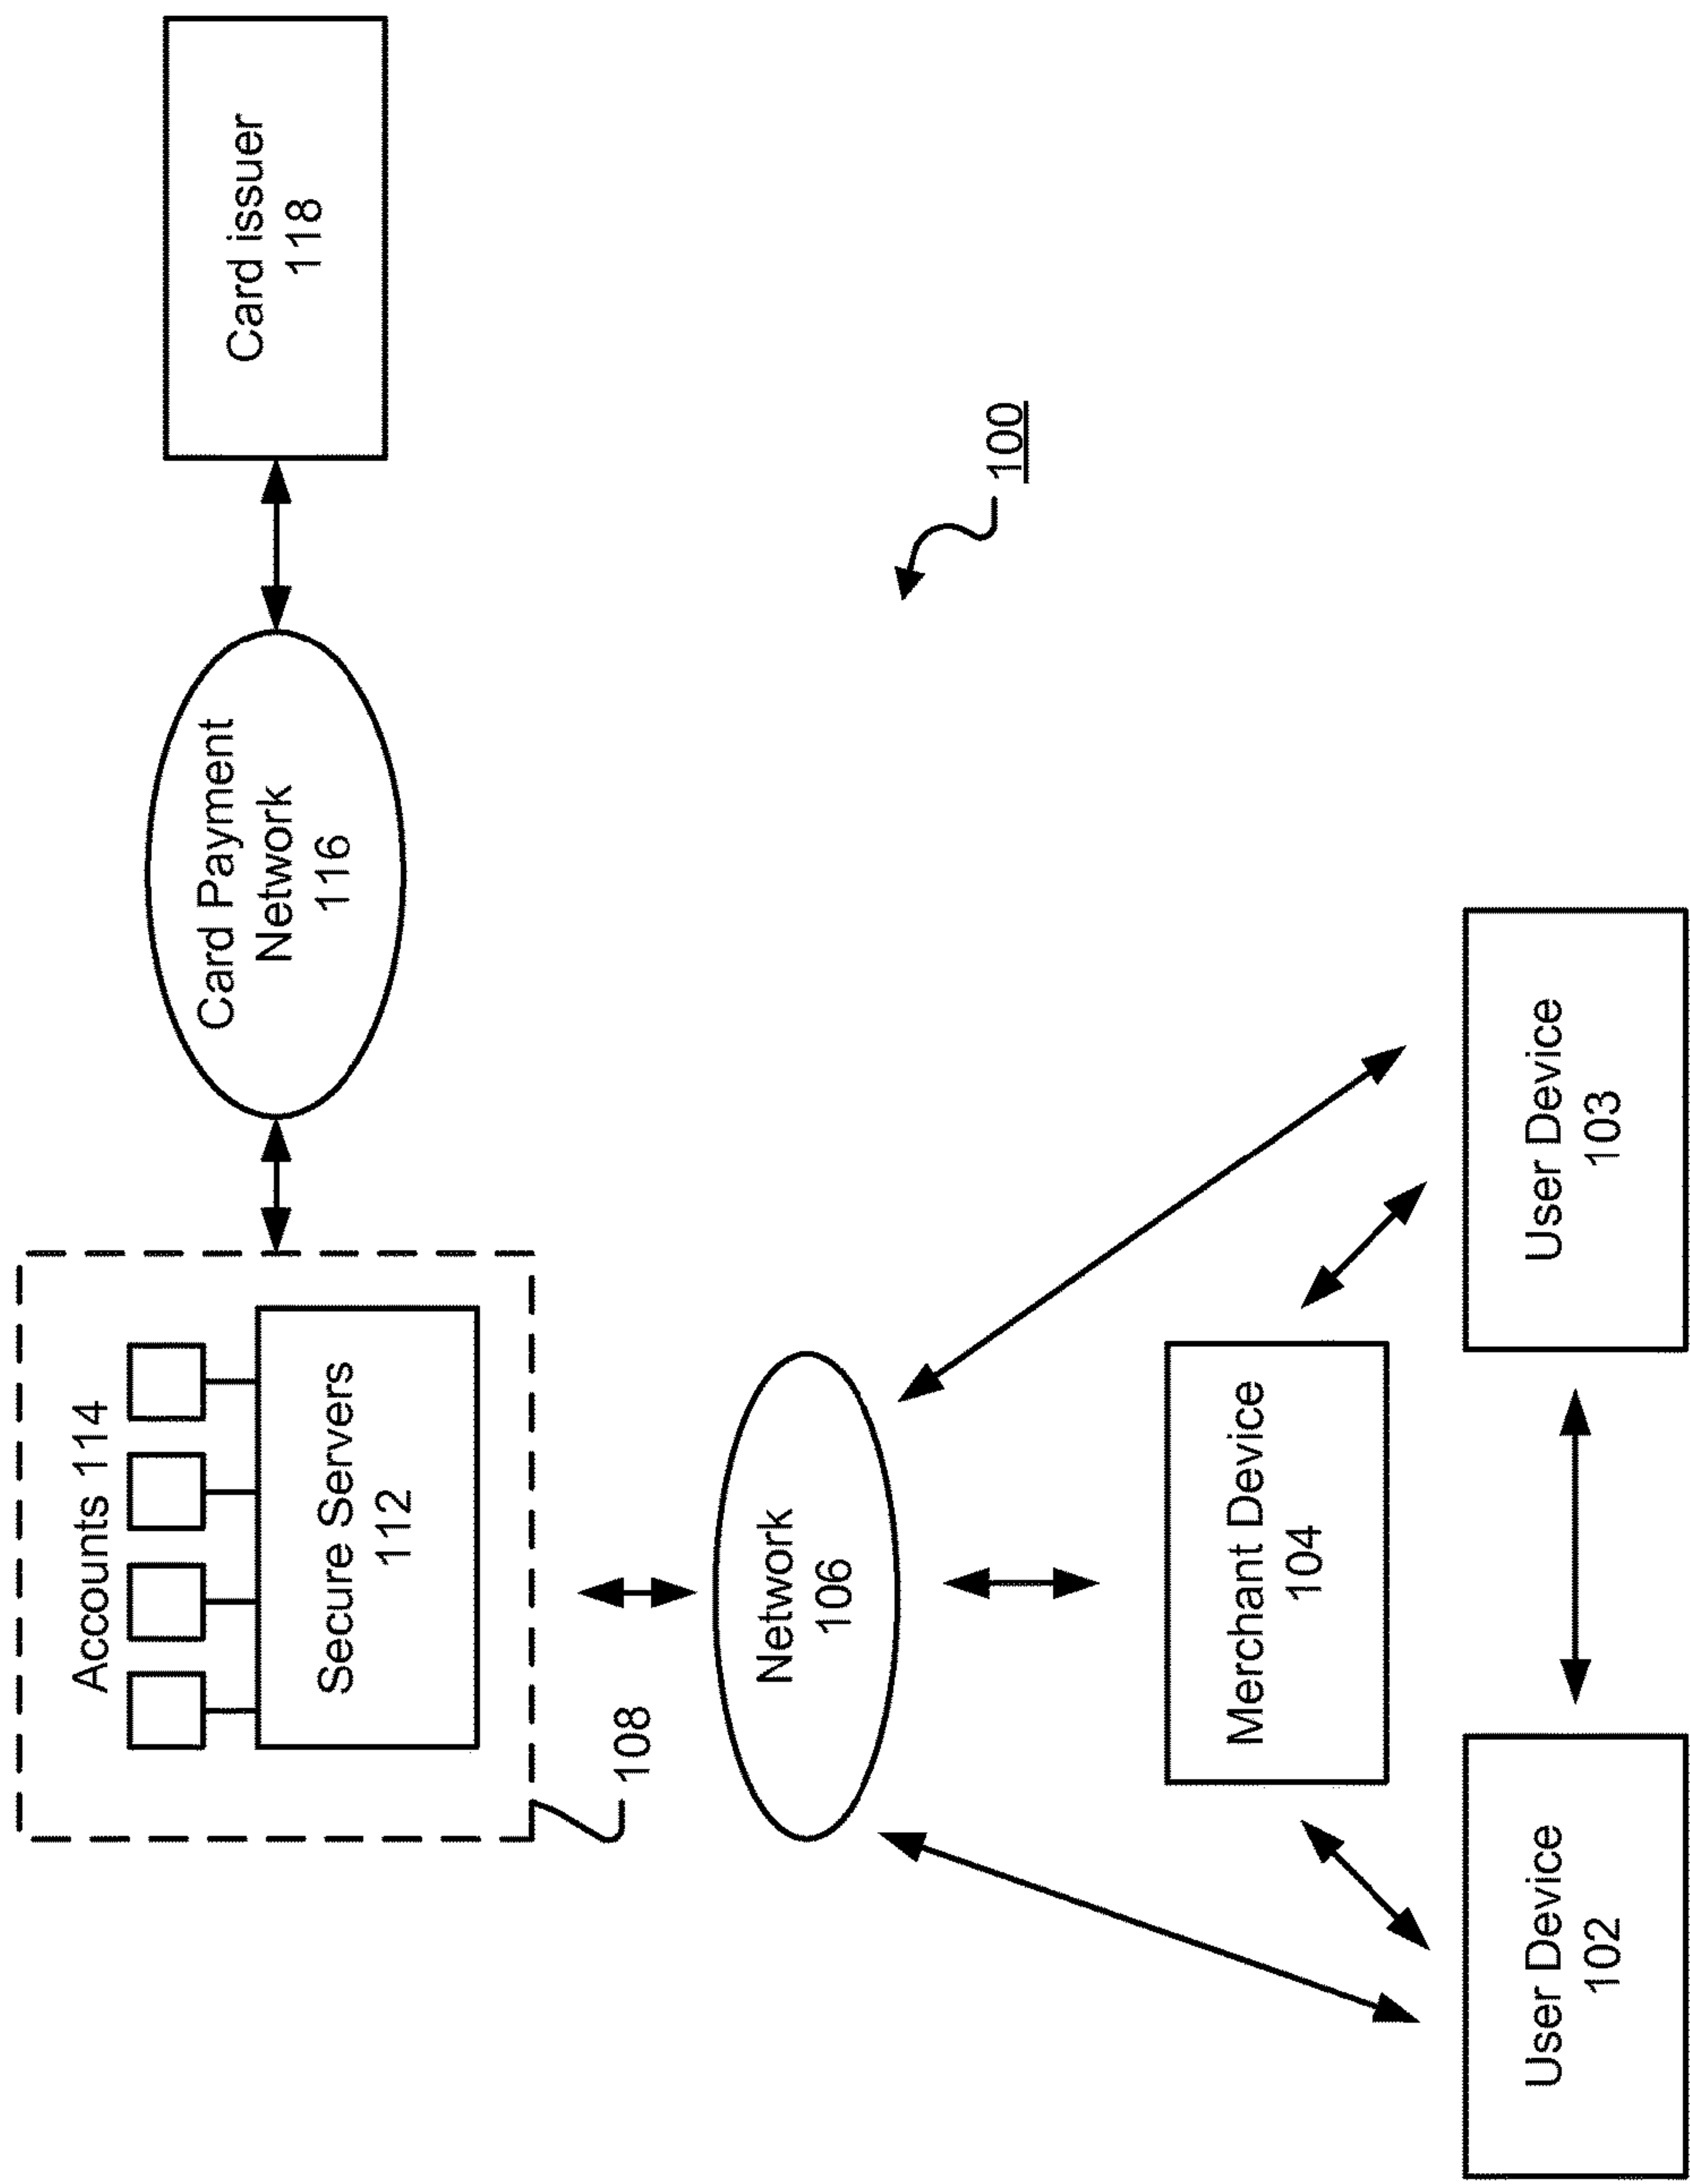 Accounts 114
Secure Servers
112
108
Card Payment
Network
116
Card issuer
118
Network
106
100
Merchant Device
104
User Device
102
User Device
103